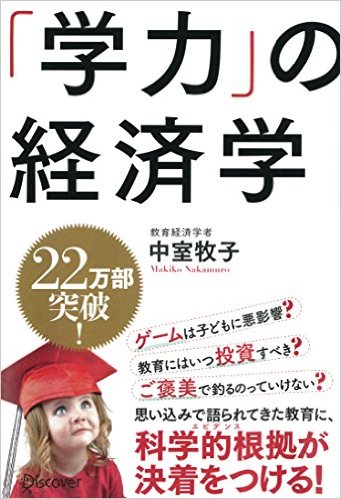 「学力」の
経済学
教育経済学者
中室牧子
Makiko Nakamuro
22万部
突破!
ゲームは子どもに悪影響?
教育にはいつ投資すべき?
ご褒美で釣るのっていけない?
思い込みで語られてきた教育に、
エビデンス
科学的根拠が
決着をつける!
Discover